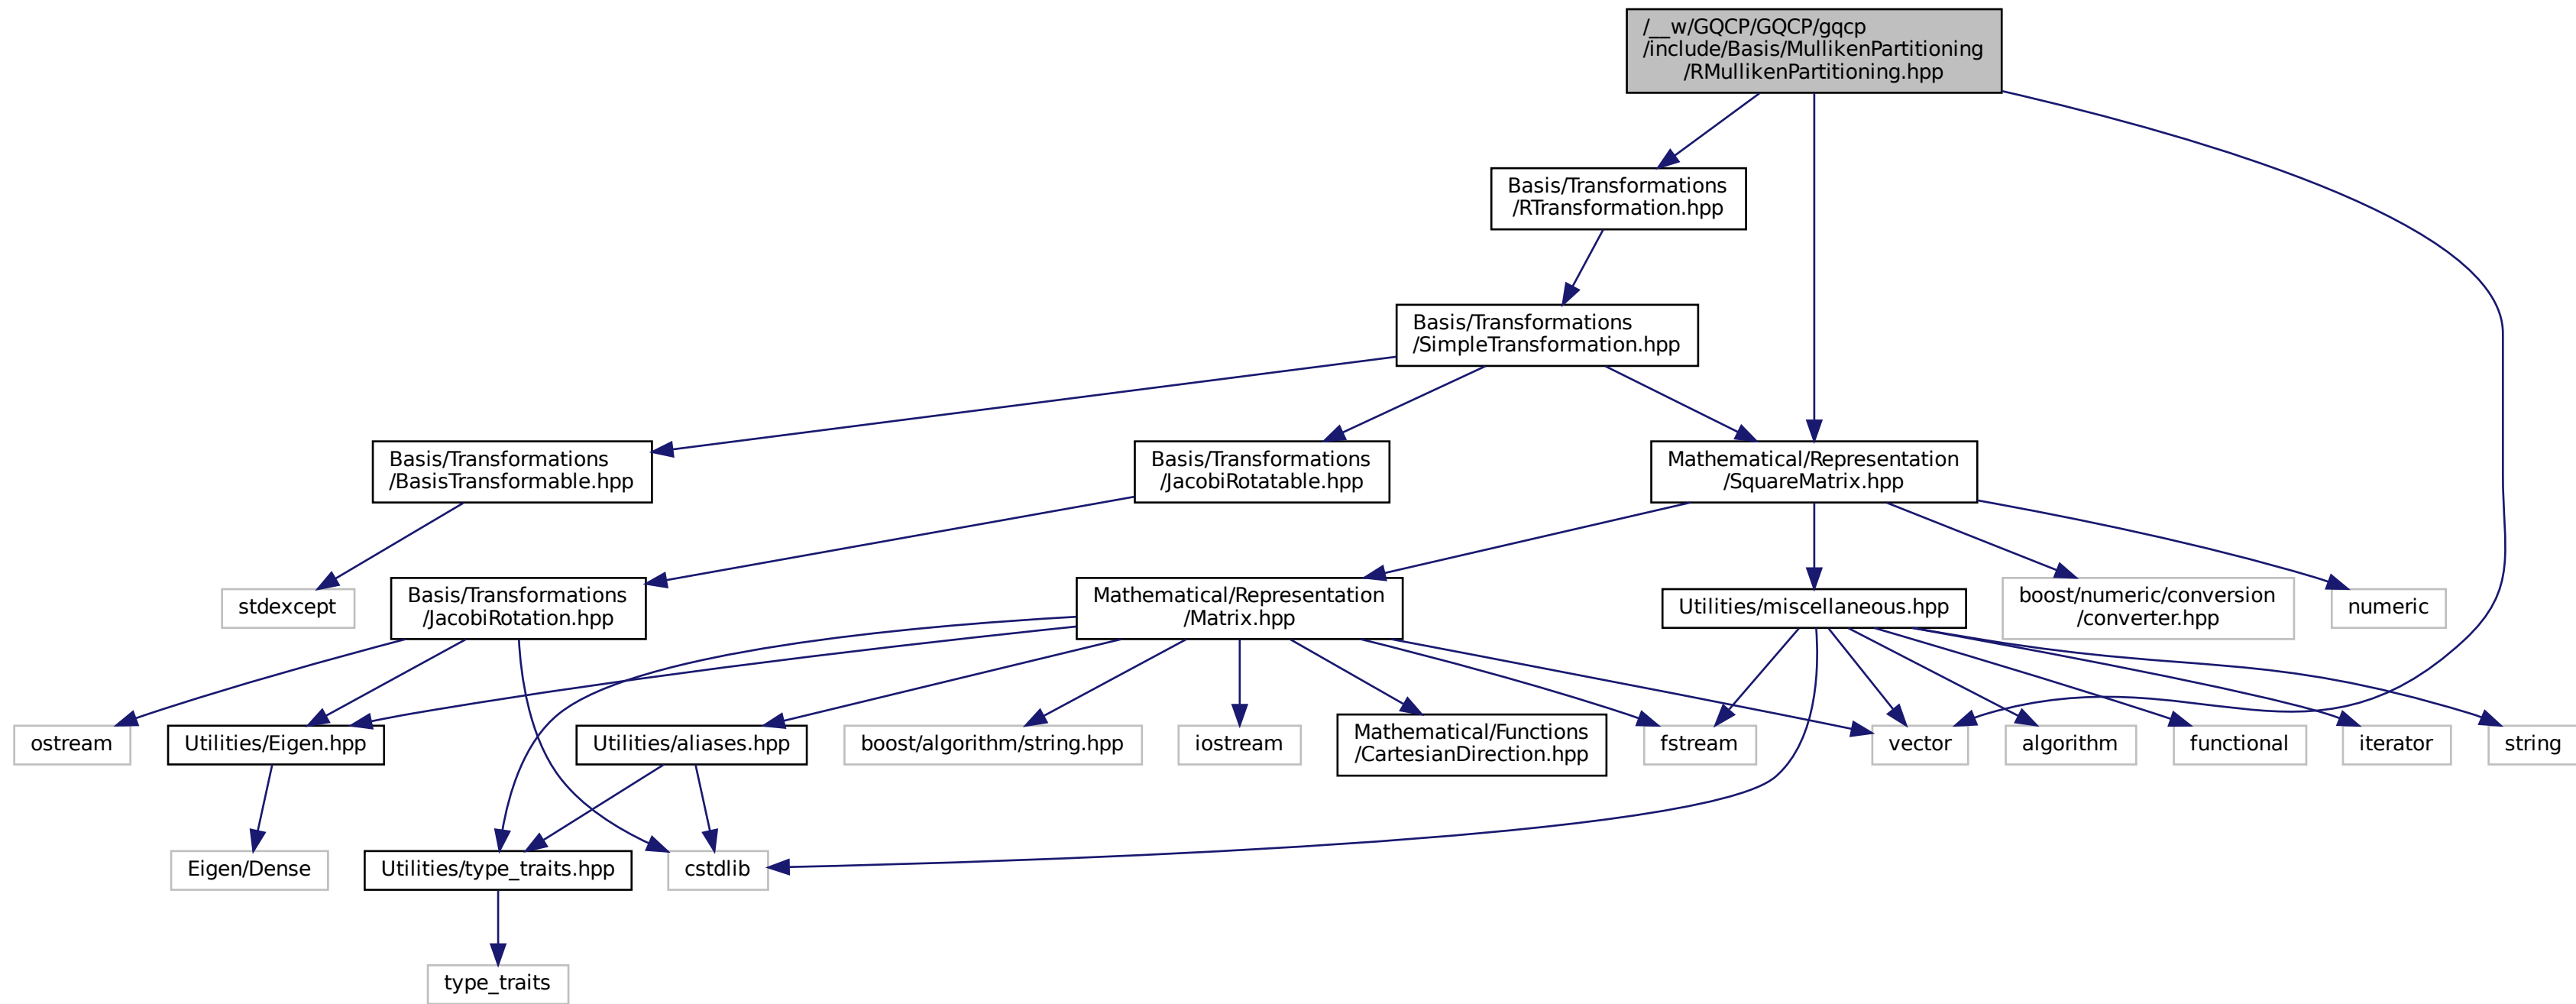 /__w/GQCP/GQCP/gqcp
/include/Basis/MullikenPartitioning
/RMullikenPartitioning.hpp
Basis/Transformations
/RTransformation.hpp
Basis/Transformations
/SimpleTransformation.hpp
Basis/Transformations
/BasisTransformable.hpp
Basis/Transformations
/JacobiRotatable.hpp
Mathematical/Representation
/SquareMatrix.hpp
stdexcept
Basis/Transformations
/JacobiRotation.hpp
Mathematical/Representation
/Matrix.hpp
Utilities/miscellaneous.hpp
boost/numeric/conversion
/converter.hpp
numeric
ostream
Utilities/Eigen.hpp
Utilities/aliases.hpp
boost/algorithm/string.hpp
iostream
Mathematical/Functions
/CartesianDirection.hpp
fstream
vector
algorithm
functional
iterator
string
Eigen/Dense
Utilities/type_traits.hpp
cstdlib
type_traits